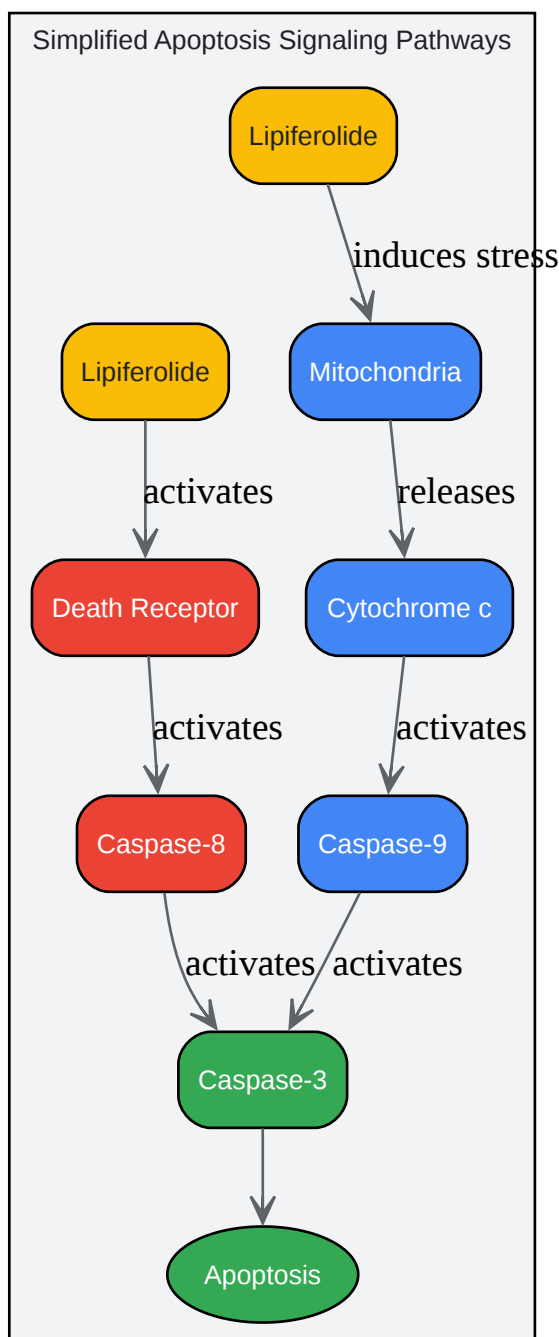 Simplified Apoptosis Signaling Pathways
Lipiferolide
induces stress
Lipiferolide
Mitochondria
activates
releases
Death Receptor
Cytochrome c
activates
activates
Caspase-8
Caspase-9
activates
activates
Caspase-3
Apoptosis